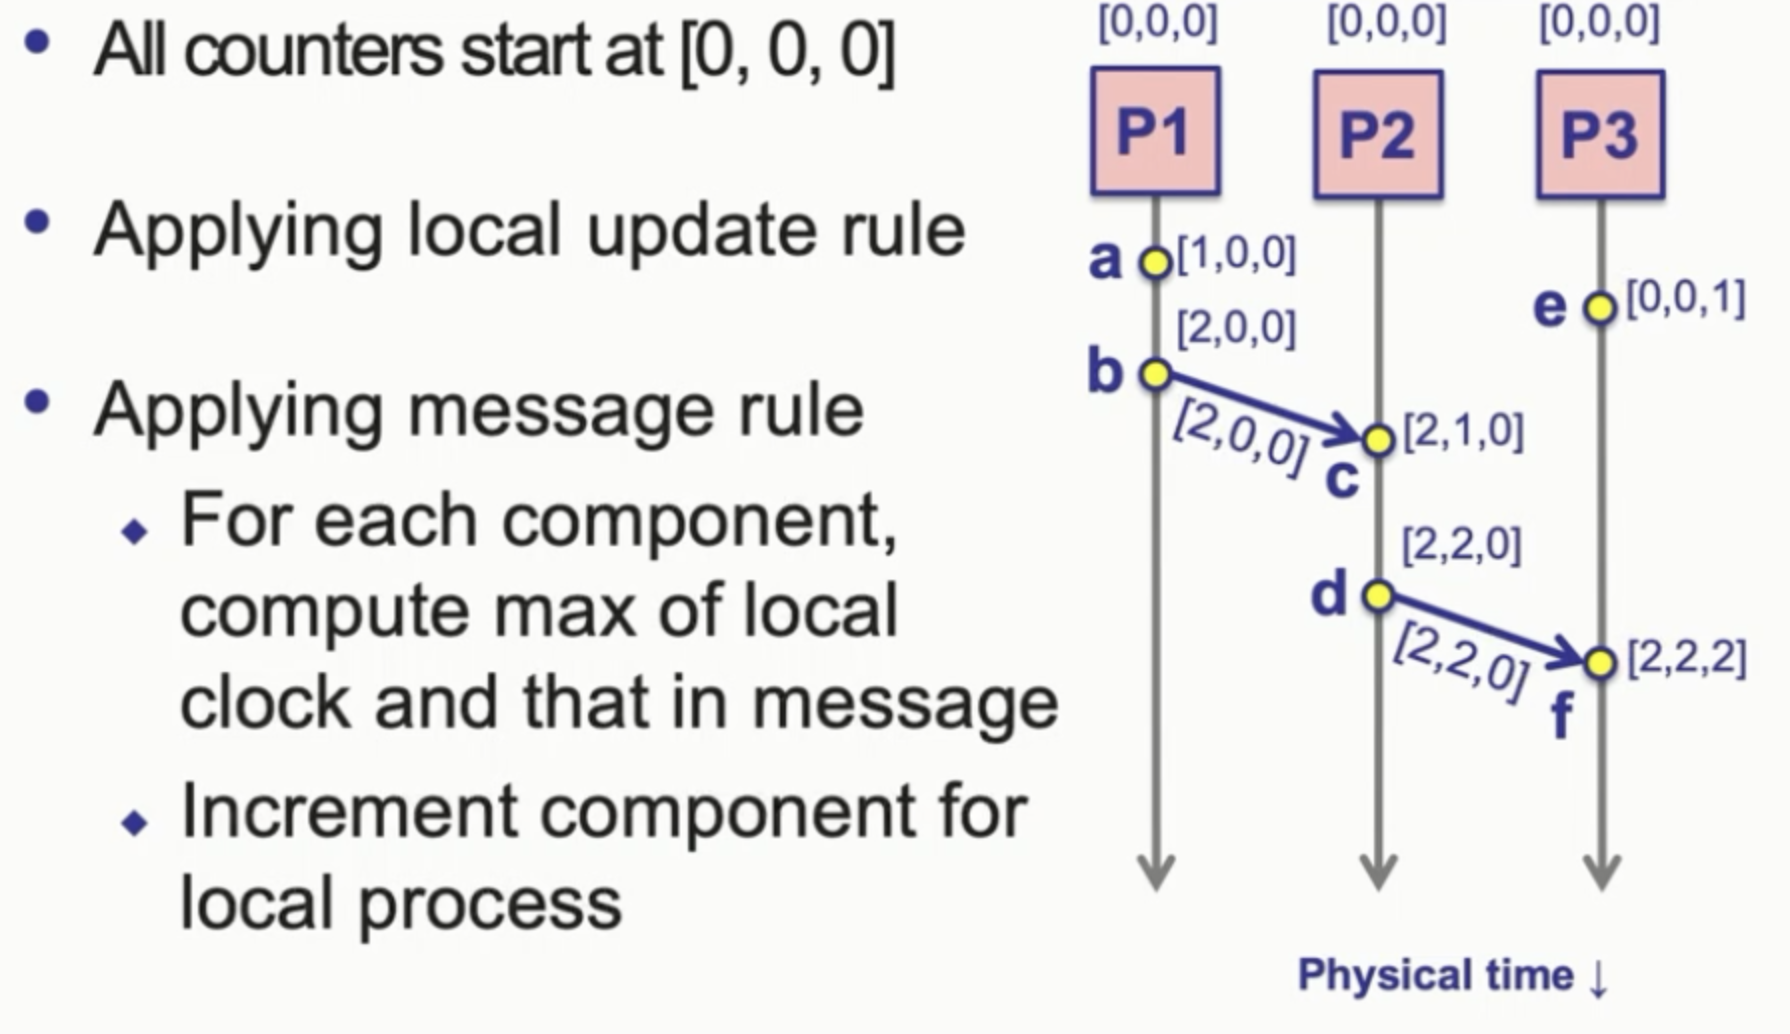 All counters start at [0, 0, 0]
Applying local update rule
Applying message rule
For each component,
compute max of local
clock and that in message
Increment component for
local process
[0,0,0] [0,0,0] [0,0,0]
P1 P2 P3
a [1,0,0]
e [0,0,1]
[2,0,0]
b
[2,0,0]
[2,1,0]
c
[2,2,0]
d
[2,2,0]
[2,2,2]
f
Physical time ↓